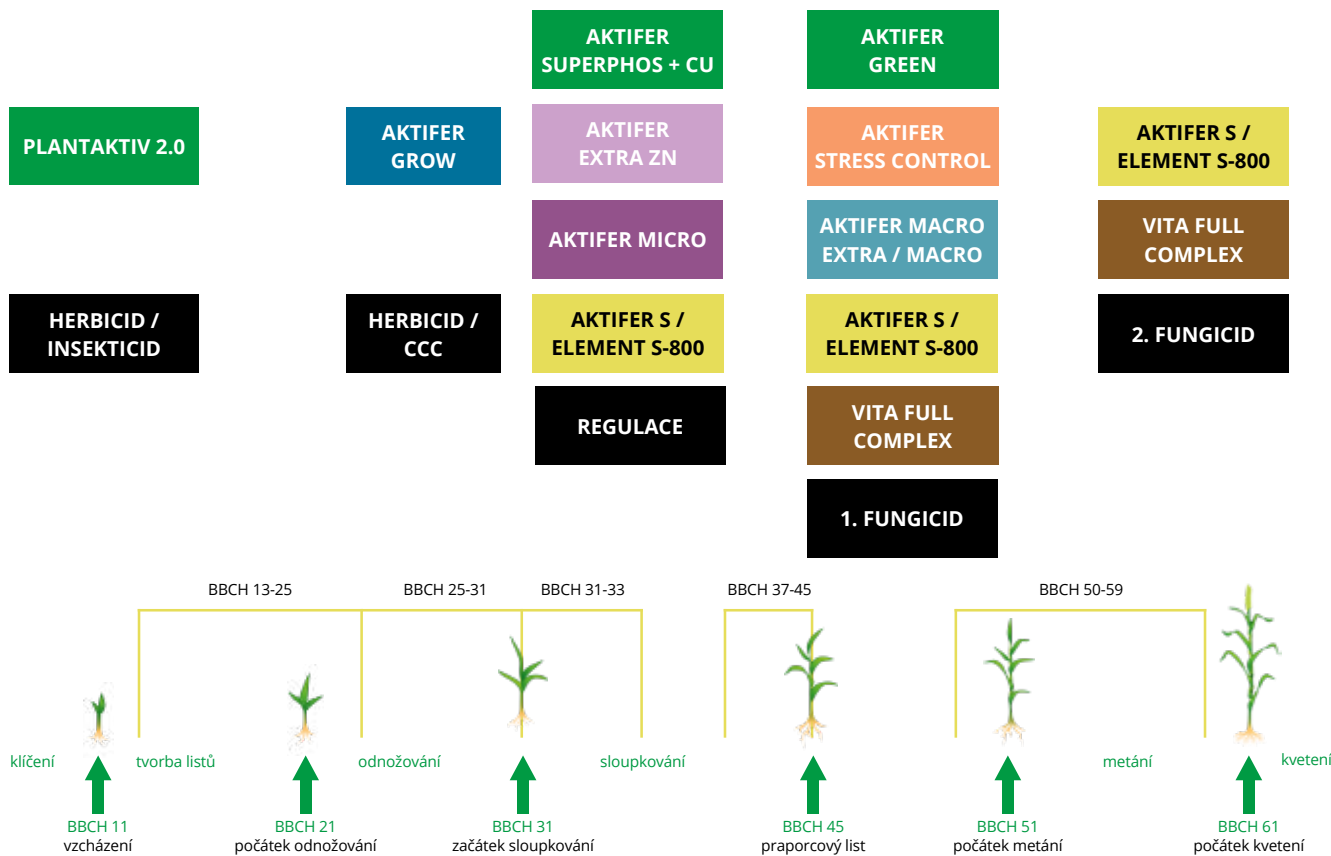 AKTIFER
SUPERPHOS + CU
AKTIFER
GREEN
PLANTAKTIV 2.0
AKTIFER
GROW
AKTIFER
EXTRA ZN
AKTIFER
STRESS CONTROL
AKTIFER S /
ELEMENT S-800
AKTIFER MICRO
AKTIFER MACRO
EXTRA / MACRO
VITA FULL
COMPLEX
HERBICID /
INSEKTICID
HERBICID /
CCC
AKTIFER S /
ELEMENT S-800
AKTIFER S /
ELEMENT S-800
2. FUNGICID
REGULACE
VITA FULL
COMPLEX
1. FUNGICID
BBCH 13-25
BBCH 25-31
BBCH 31-33
BBCH 37-45
BBCH 50-59
klíčení
tvorba listů
odnožování
sloupkování
metání
kvetení
BBCH 11
vzcházení
BBCH 21
počátek odnožování
BBCH 31
začátek sloupkování
BBCH 45
praporcový list
BBCH 51
počátek metání
BBCH 61
počátek kvetení